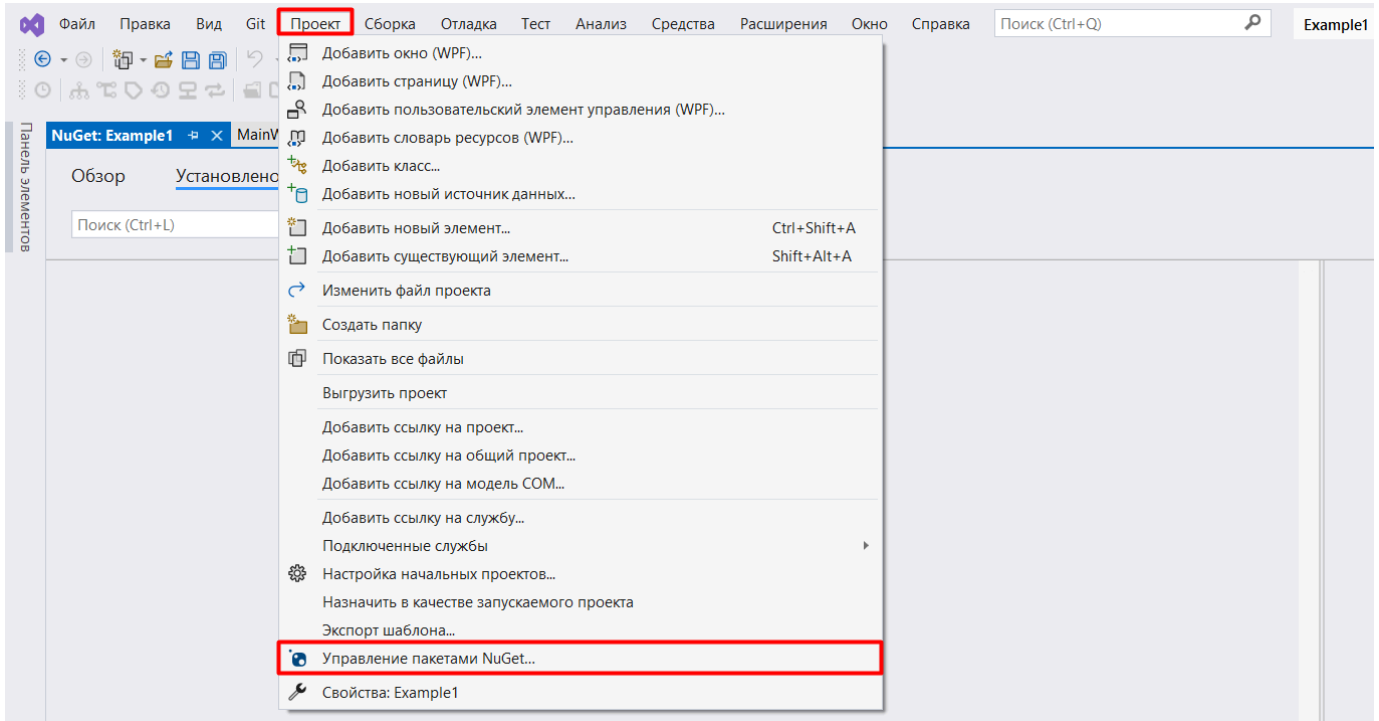 Файл Правка Вид Git Проект Сборка Отладка Тест Анализ Средства Расширения Окно Справка Поиск (Ctrl+Q) Example1
Панель элементов
NuGet: Example1 MainW
Обзор Установлено
Поиск (Ctrl+L)
Добавить окно (WPF)...
Добавить страницу (WPF)...
Добавить пользовательский элемент управления (WPF)...
Добавить словарь ресурсов (WPF)...
Добавить класс...
Добавить новый источник данных...
Добавить новый элемент... Ctrl+Shift+A
Добавить существующий элемент... Shift+Alt+A
Изменить файл проекта
Создать папку
Показать все файлы
Выгрузить проект
Добавить ссылку на проект...
Добавить ссылку на общий проект...
Добавить ссылку на модель COM...
Добавить ссылку на службу...
Подключенные службы
Настройка начальных проектов...
Назначить в качестве запускаемого проекта
Экспорт шаблона...
Управление пакетами NuGet...
Свойства: Example1